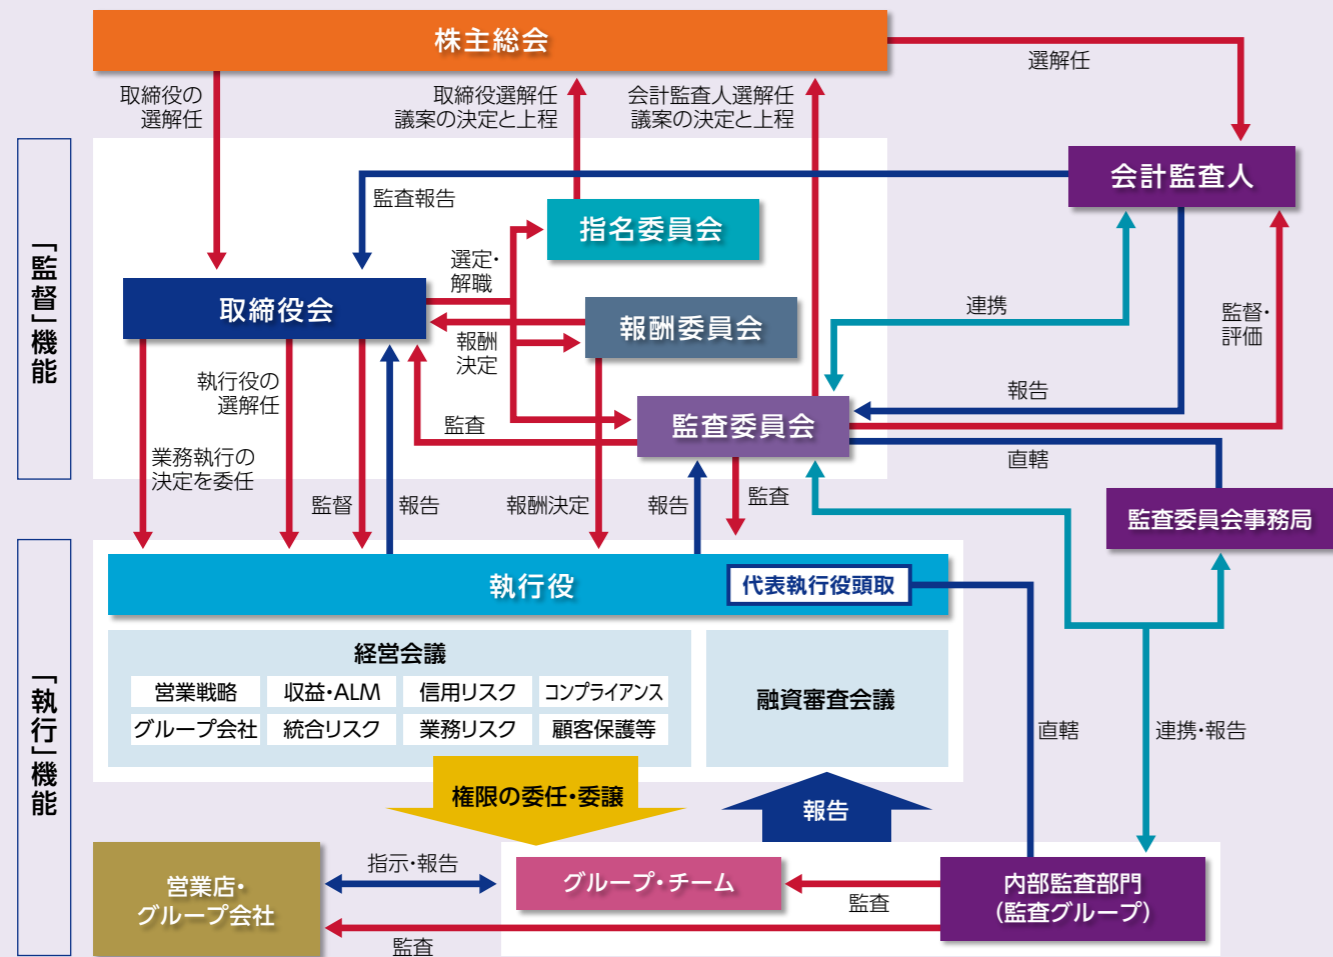 株主総会
選解任
取締役の
選解任
取締役選解任
議案の決定と上程
会計監査人選解任
議案の決定と上程
「監督」機能
会計監査人
監査報告
指名委員会
選定・
解職
取締役会
報酬委員会
連携
監督・
評価
報酬
決定
執行役の
選解任
報告
監査委員会
監査
業務執行の
決定を委任
直轄
監督
報告
報酬決定
報告
監査
監査委員会事務局
「執行」機能
執行役
代表執行役頭取
経営会議
営業戦略
収益・ALM
信用リスク
コンプライアンス
グループ会社
統合リスク
業務リスク
顧客保護等
融資審査会議
直轄
連携・報告
権限の委任・委譲
報告
指示・報告
営業店・
グループ会社
グループ・チーム
内部監査部門
(監査グループ)
監査
監査